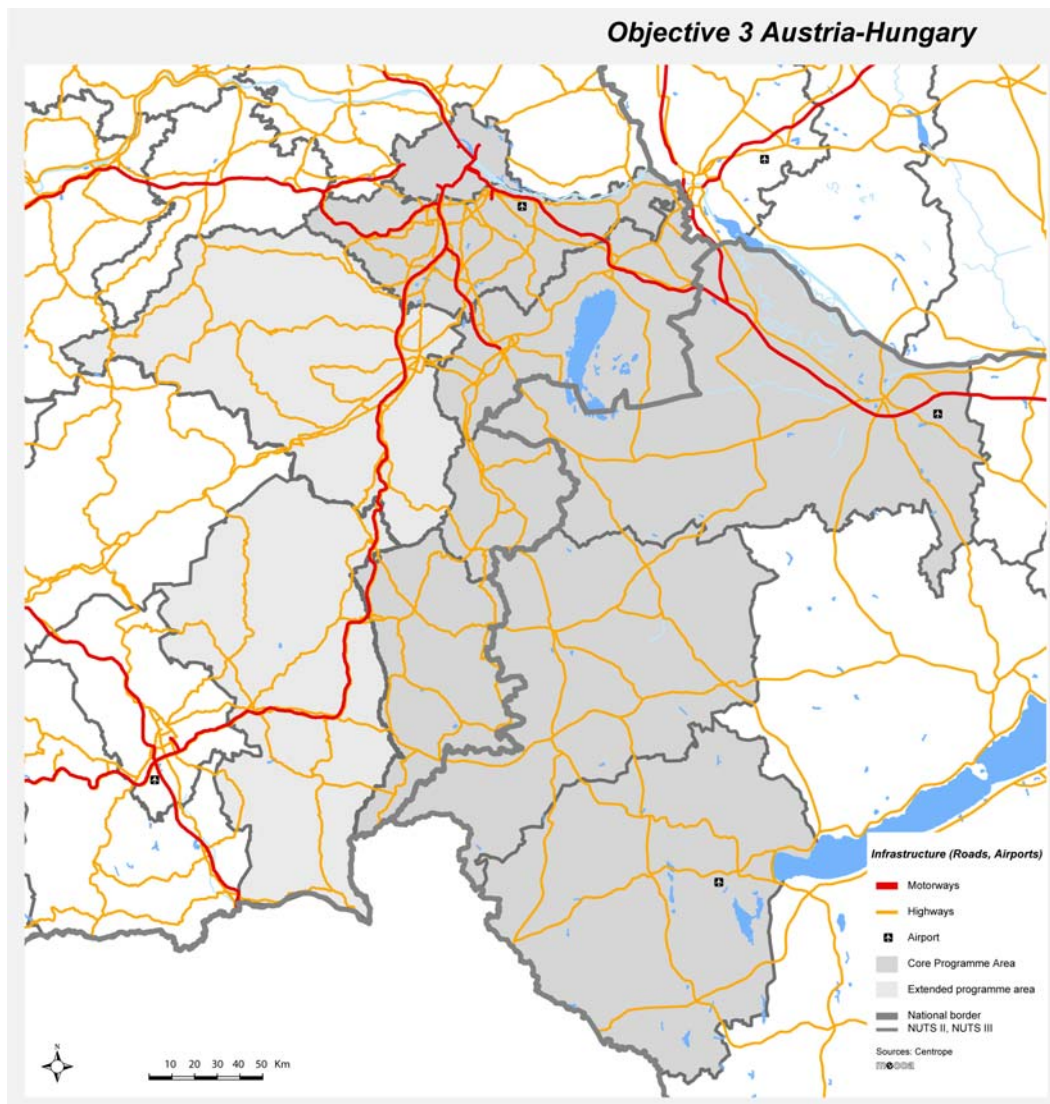 Objective 3 Austria-Hungary
Infrastructure (Roads, Airports)
Motorways
Highways
Airport
Core Programme Area
Extended programme area
National border
NUTS II, NUTS III
Sources: Centrope
mecca
N
10 20 30 40 50 Km